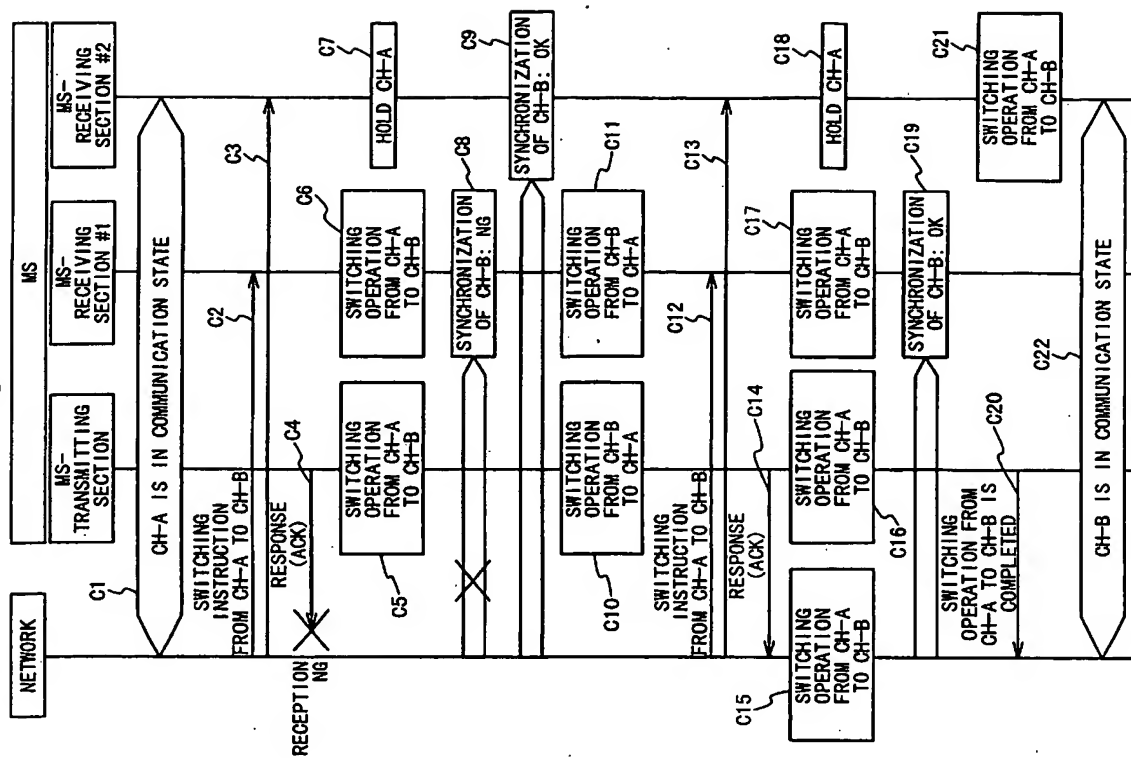 NETWORK
MS
MS-
TRANSMITTING
SECTION
MS-
RECEIVING
SECTION #1
MS-
RECEIVING
SECTION #2
C1
CH-A IS IN COMMUNICATION STATE
SWITCHING
INSTRUCTION
FROM CH-A TO CH-B
C2
C3
RESPONSE
(ACK)
C4
RECEPTION
NG
C5
SWITCHING
OPERATION
FROM CH-A
TO CH-B
C6
SWITCHING
OPERATION
FROM CH-A
TO CH-B
C7
HOLD CH-A
C8
SYNCHRONIZATION
OF CH-B: NG
C9
SYNCHRONIZATION
OF CH-B: OK
C10
SWITCHING
OPERATION
FROM CH-B
TO CH-A
C11
SWITCHING
OPERATION
FROM CH-B
TO CH-A
SWITCHING
INSTRUCTION
FROM CH-A TO CH-B
C12
C13
RESPONSE
(ACK)
C14
C15
SWITCHING
OPERATION
FROM CH-A
TO CH-B
C16
SWITCHING
OPERATION
FROM CH-A
TO CH-B
C17
SWITCHING
OPERATION
FROM CH-A
TO CH-B
C18
HOLD CH-A
C19
SYNCHRONIZATION
OF CH-B: OK
SWITCHING
OPERATION FROM
CH-A TO CH-B IS
COMPLETED
C20
C21
SWITCHING
OPERATION
FROM CH-A
TO CH-B
C22
CH-B IS IN COMMUNICATION STATE